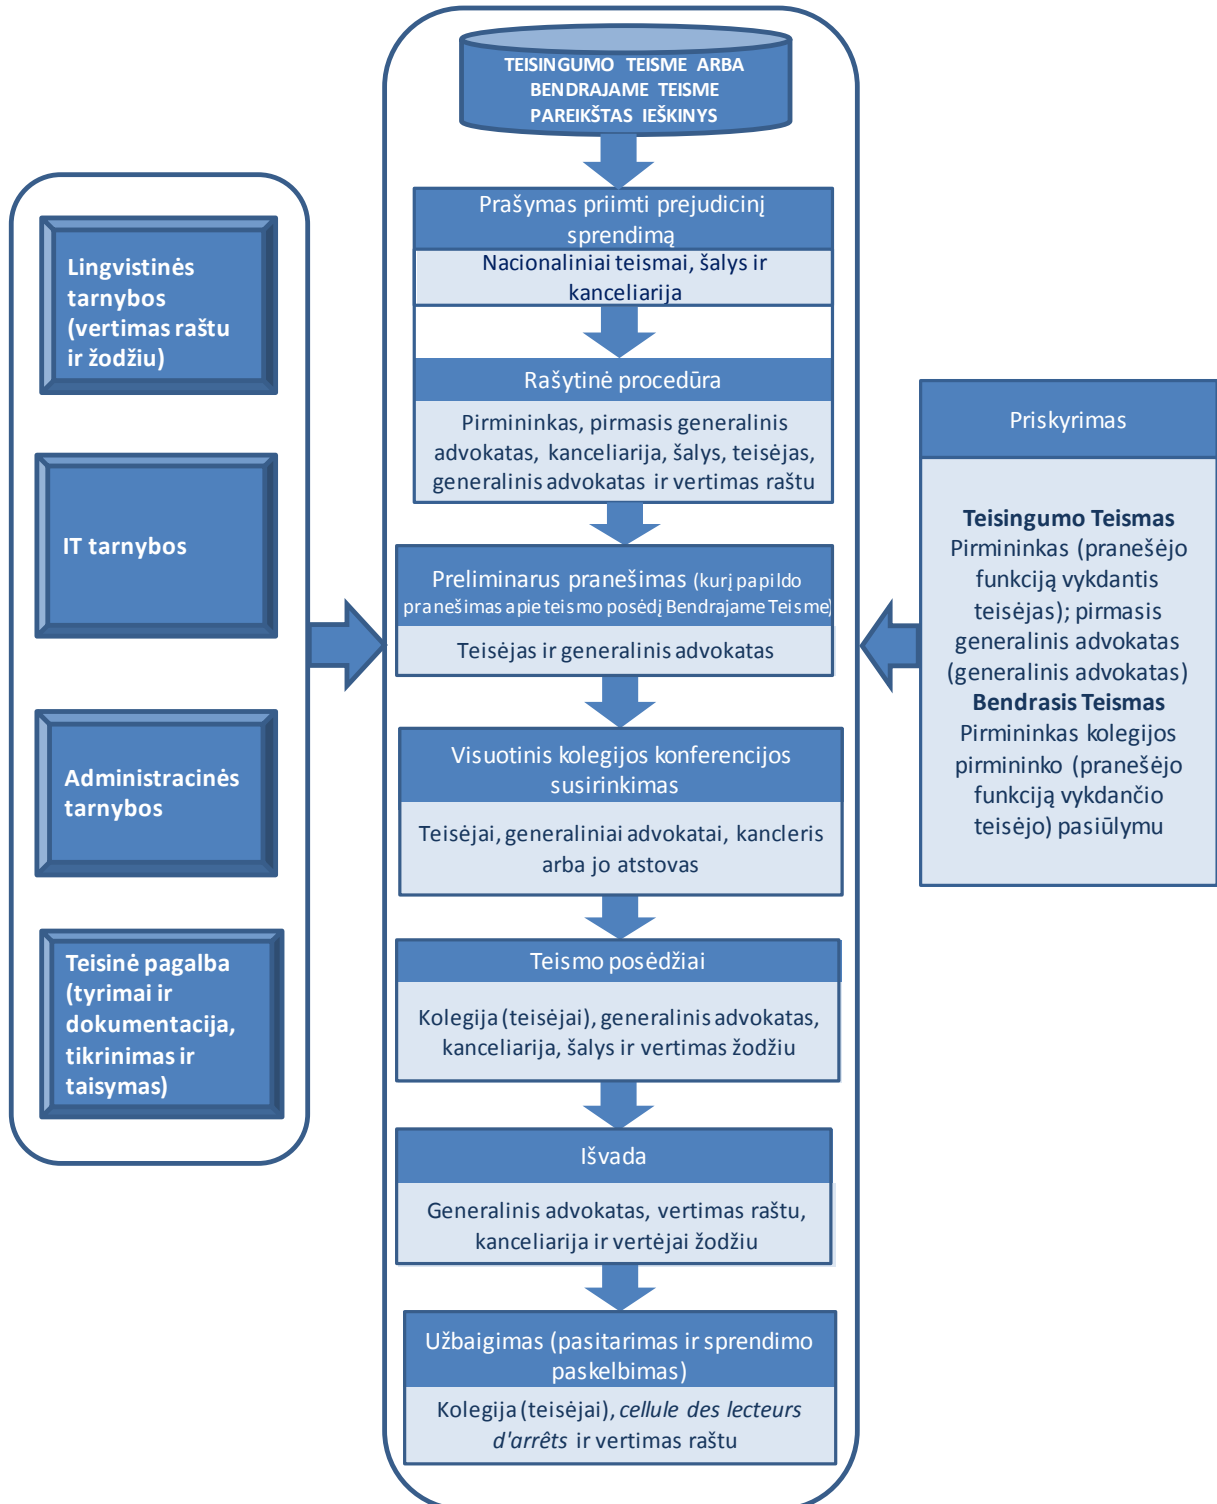 TEISINGUMO TEISME ARBA
BENDRAJAME TEISME
PAREIKŠTAS IEŠKINYS
Prašymas priimti prejudicinį
sprendimą
Nacionaliniai teismai, šalys ir
kanceliarija
Rašytinė procedūra
Pirmininkas, pirmasis generalinis
advokatas, kanceliarija, šalys, teisėjas,
generalinis advokatas ir vertimas raštu
Preliminarus pranešimas (kurį papildo
pranešimas apie teismo posėdį Bendrajame Teisme)
Teisėjas ir generalinis advokatas
Visuotinis kolegijos konferencijos
susirinkimas
Teisėjai, generaliniai advokatai, kancleris
arba jo atstovas
Teismo posėdžiai
Kolegija (teisėjai), generalinis advokatas,
kanceliarija, šalys ir vertimas žodžiu
Išvada
Generalinis advokatas, vertimas raštu,
kanceliarija ir vertėjai žodžiu
Užbaigimas (pasitarimas ir sprendimo
paskelbimas)
Kolegija (teisėjai), cellule des lecteurs
d'arrêts ir vertimas raštu
Lingvistinės
tarnybos
(vertimas raštu
ir žodžiu)
IT tarnybos
Administracinės
tarnybos
Teisinė pagalba
(tyrimai ir
dokumentacija,
tikrinimas ir
taisymas)
Priskyrimas
Teisingumo Teismas
Pirmininkas (pranešėjo
funkciją vykdantis
teisėjas); pirmasis
generalinis advokatas
(generalinis advokatas)
Bendrasis Teismas
Pirmininkas kolegijos
pirmininko (pranešėjo
funkciją vykdančio
teisėjo) pasiūlymu